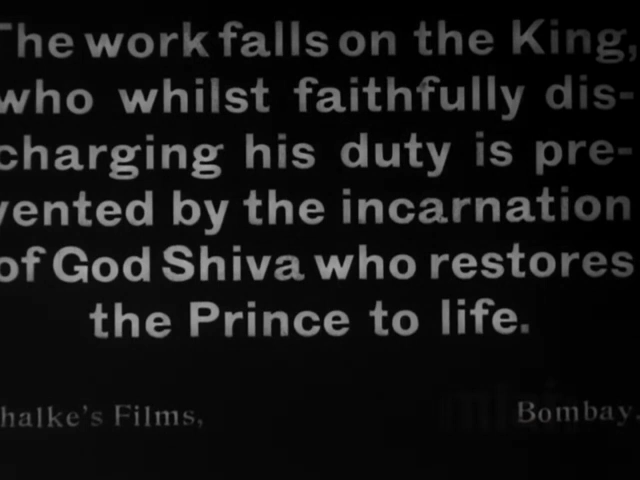 The work falls on the King,
who whilst faithfully dis-
charging his duty is pre-
vented by the incarnation
of God Shiva who restores
the Prince to life.
halke's Films, Bombay.